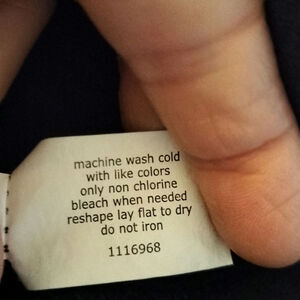 machine wash cold
with like colors
only non chlorine
bleach when needed
reshape lay flat to dry
do not iron
1116968